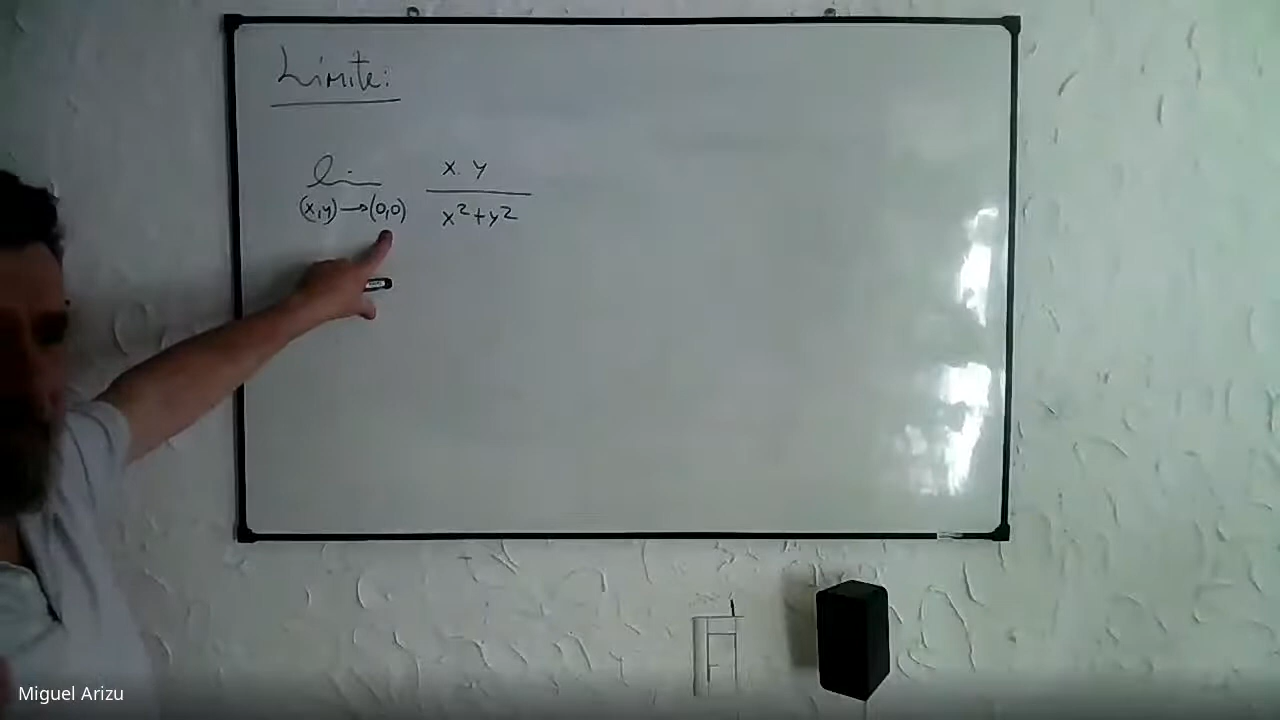 Límite:
lim x.y
(x,y)→(0,0) x²+y²
Miguel Arizu